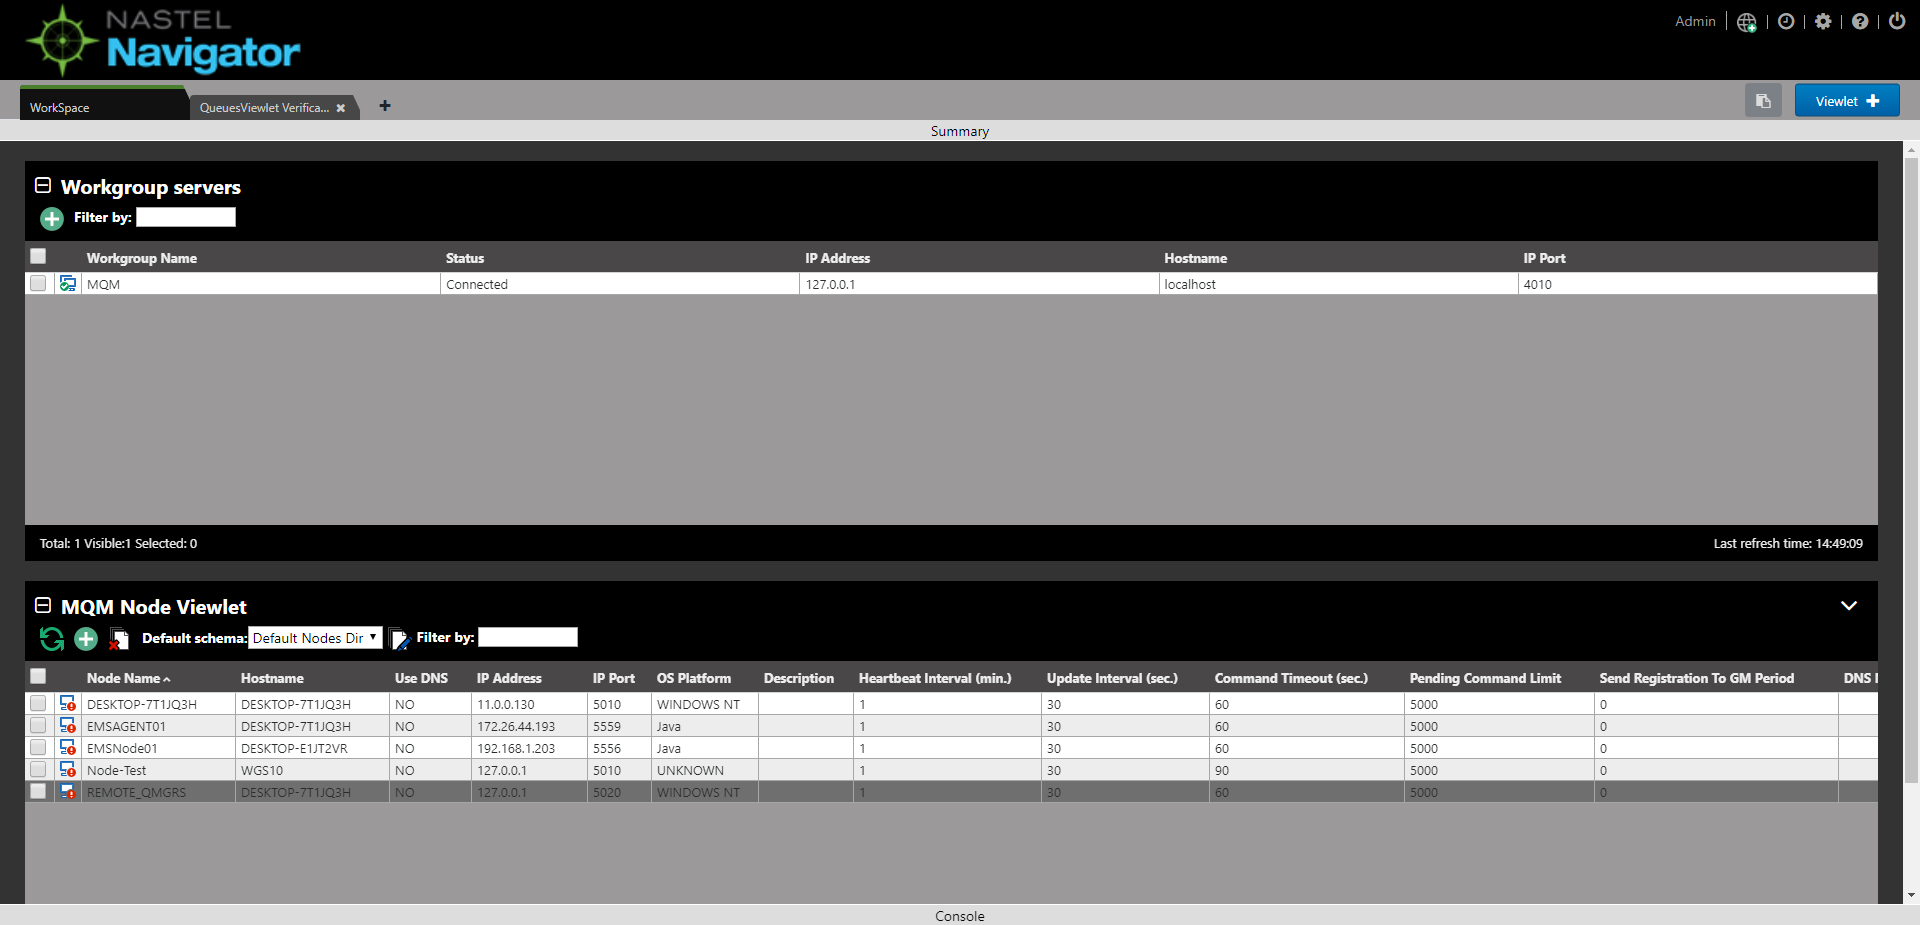 NASTEL
Navigator
Admin
WorkSpace
QueuesViewlet Verifica...
Viewlet
Summary
Workgroup servers
Filter by:
Workgroup Name Status IP Address Hostname IP Port
MQM Connected 127.0.0.1 localhost 4010
Total: 1 Visible:1 Selected: 0
Last refresh time: 14:49:09
MQM Node Viewlet
Default schema: Default Nodes Dir Filter by:
Node Name Hostname Use DNS IP Address IP Port OS Platform Description Heartbeat Interval (min.) Update Interval (sec.) Command Timeout (sec.) Pending Command Limit Send Registration To GM Period DNS
DESKTOP-7T1JQ3H DESKTOP-7T1JQ3H NO 11.0.0.130 5010 WINDOWS NT 1 30 60 5000 0
EMSAGENT01 DESKTOP-7T1JQ3H NO 172.26.44.193 5559 Java 1 30 60 5000 0
EMSNode01 DESKTOP-E1JT2VR NO 192.168.1.203 5556 Java 1 30 60 5000 0
Node-Test WGS10 NO 127.0.0.1 5010 UNKNOWN 1 30 90 5000 0
REMOTE_QMGRS DESKTOP-7T1JQ3H NO 127.0.0.1 5020 WINDOWS NT 1 30 60 5000 0
Console